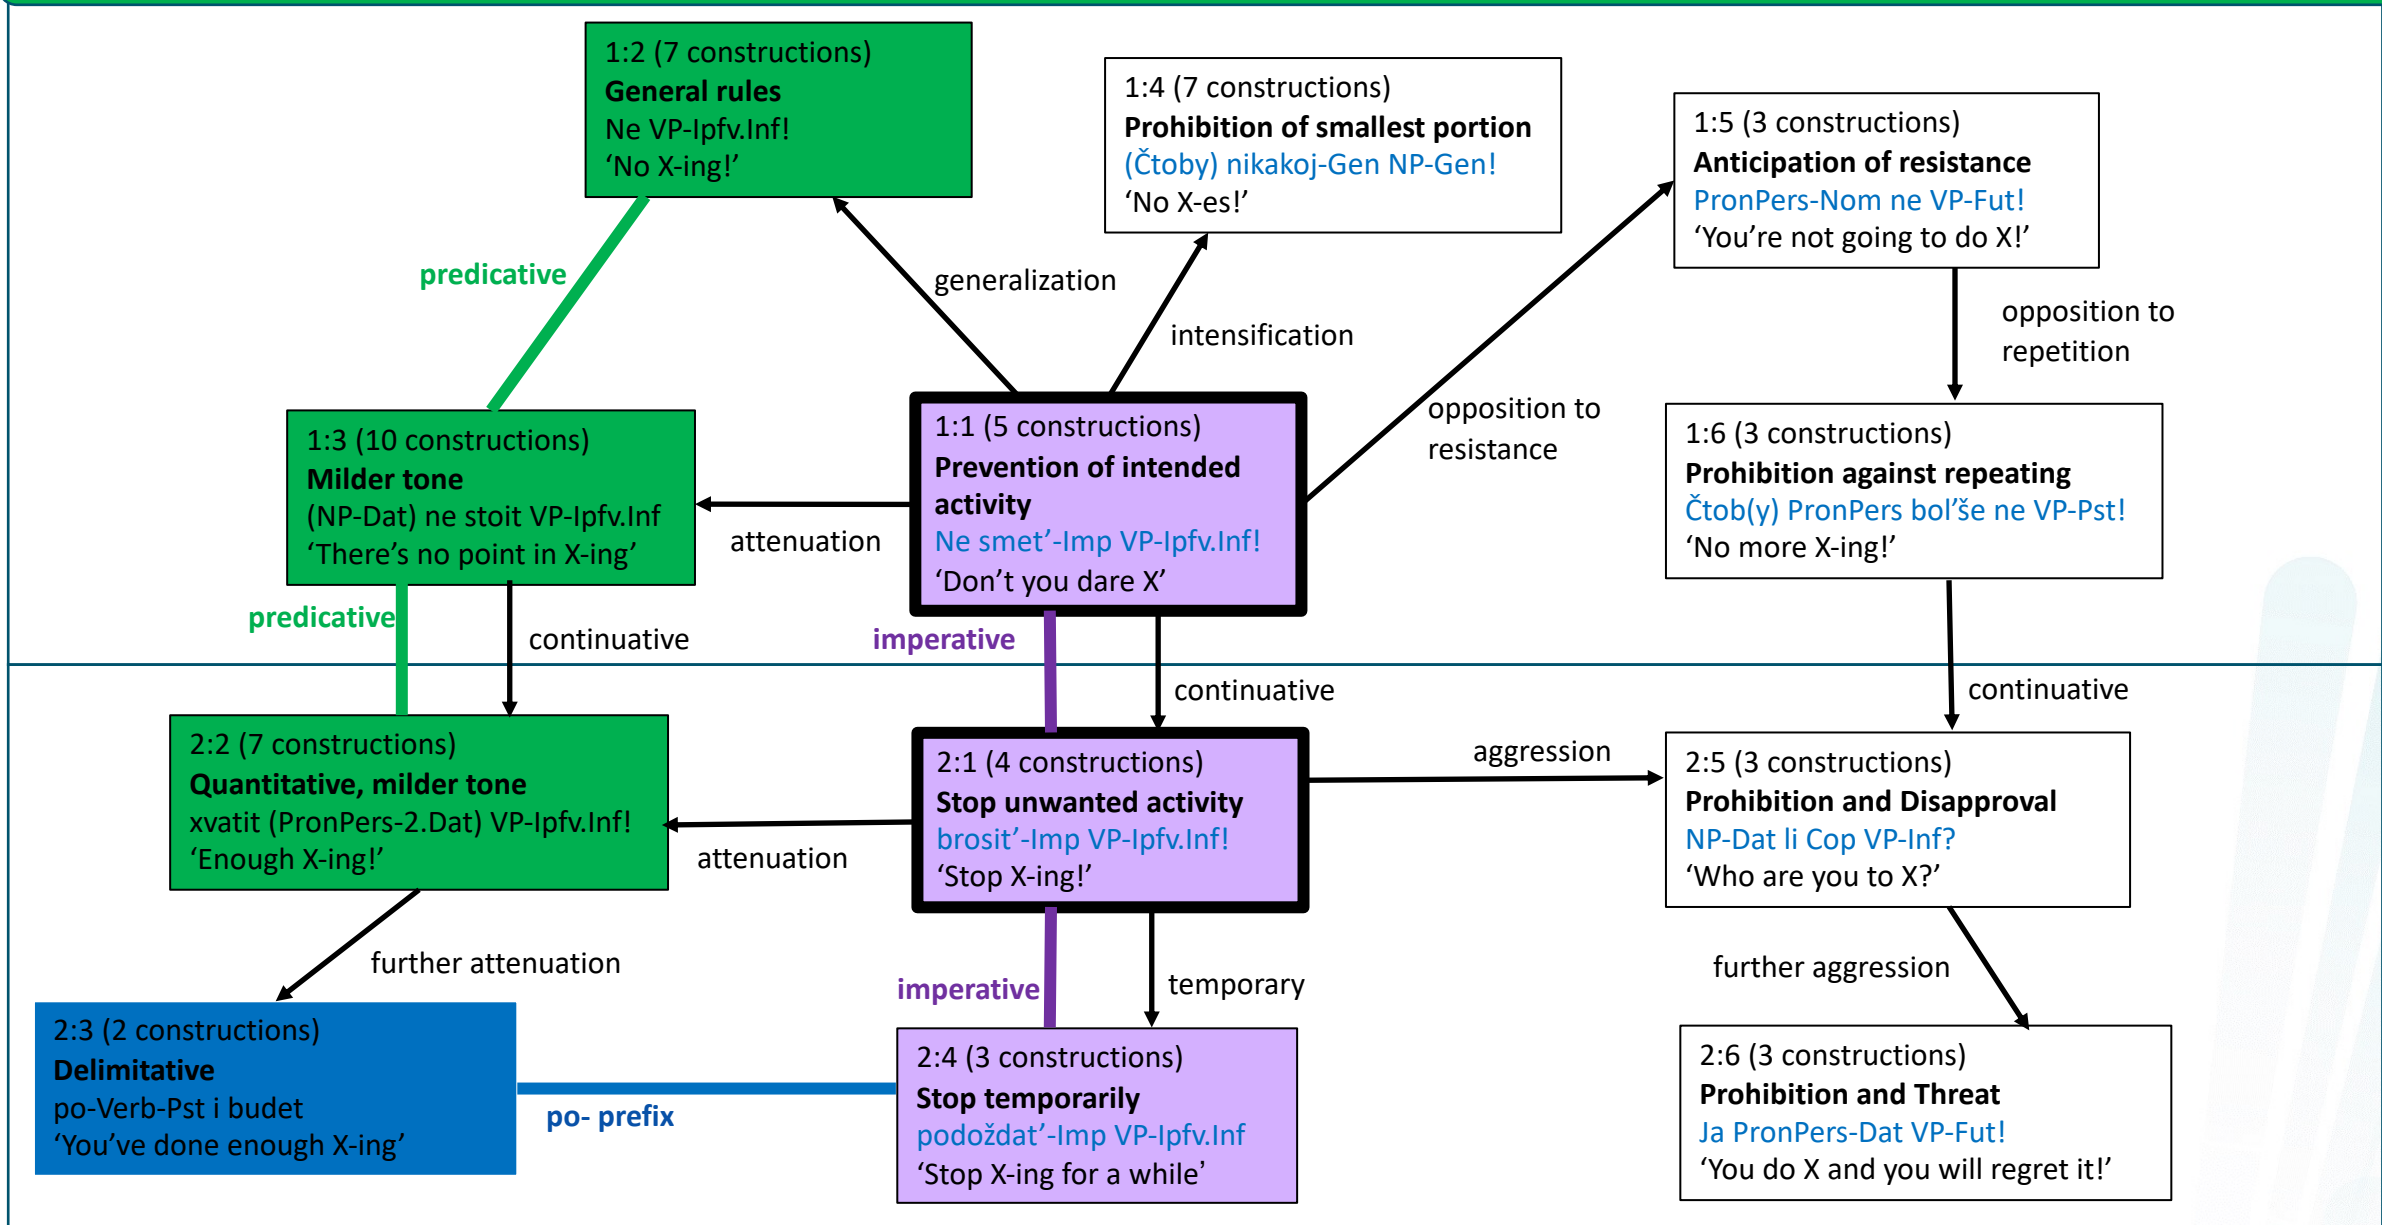 1:2 (7 constructions)
General rules
Ne VP-Ipfv.Inf!
‘No X-ing!’
1:4 (7 constructions)
Prohibition of smallest portion
(Čtoby) nikakoj-Gen NP-Gen!
‘No X-es!’
1:5 (3 constructions)
Anticipation of resistance
PronPers-Nom ne VP-Fut!
‘You’re not going to do X!’
predicative
generalization
intensification
opposition to
repetition
opposition to
resistance
1:3 (10 constructions)
Milder tone
(NP-Dat) ne stoit VP-Ipfv.Inf
‘There’s no point in X-ing’
attenuation
1:1 (5 constructions)
Prevention of intended
activity
Ne smet’-Imp VP-Ipfv.Inf!
‘Don’t you dare X’
1:6 (3 constructions)
Prohibition against repeating
Čtob(y) PronPers bol’še ne VP-Pst!
‘No more X-ing!’
predicative
continuative
imperative
continuative
continuative
2:2 (7 constructions)
Quantitative, milder tone
xvatit (PronPers-2.Dat) VP-Ipfv.Inf!
‘Enough X-ing!’
attenuation
2:1 (4 constructions)
Stop unwanted activity
brosit’-Imp VP-Ipfv.Inf!
‘Stop X-ing!’
aggression
2:5 (3 constructions)
Prohibition and Disapproval
NP-Dat li Cop VP-Inf?
‘Who are you to X?’
further attenuation
imperative
temporary
further aggression
2:3 (2 constructions)
Delimitative
po-Verb-Pst i budet
‘You’ve done enough X-ing’
po- prefix
2:4 (3 constructions)
Stop temporarily
podoždat’-Imp VP-Ipfv.Inf
‘Stop X-ing for a while’
2:6 (3 constructions)
Prohibition and Threat
Ja PronPers-Dat VP-Fut!
‘You do X and you will regret it!’